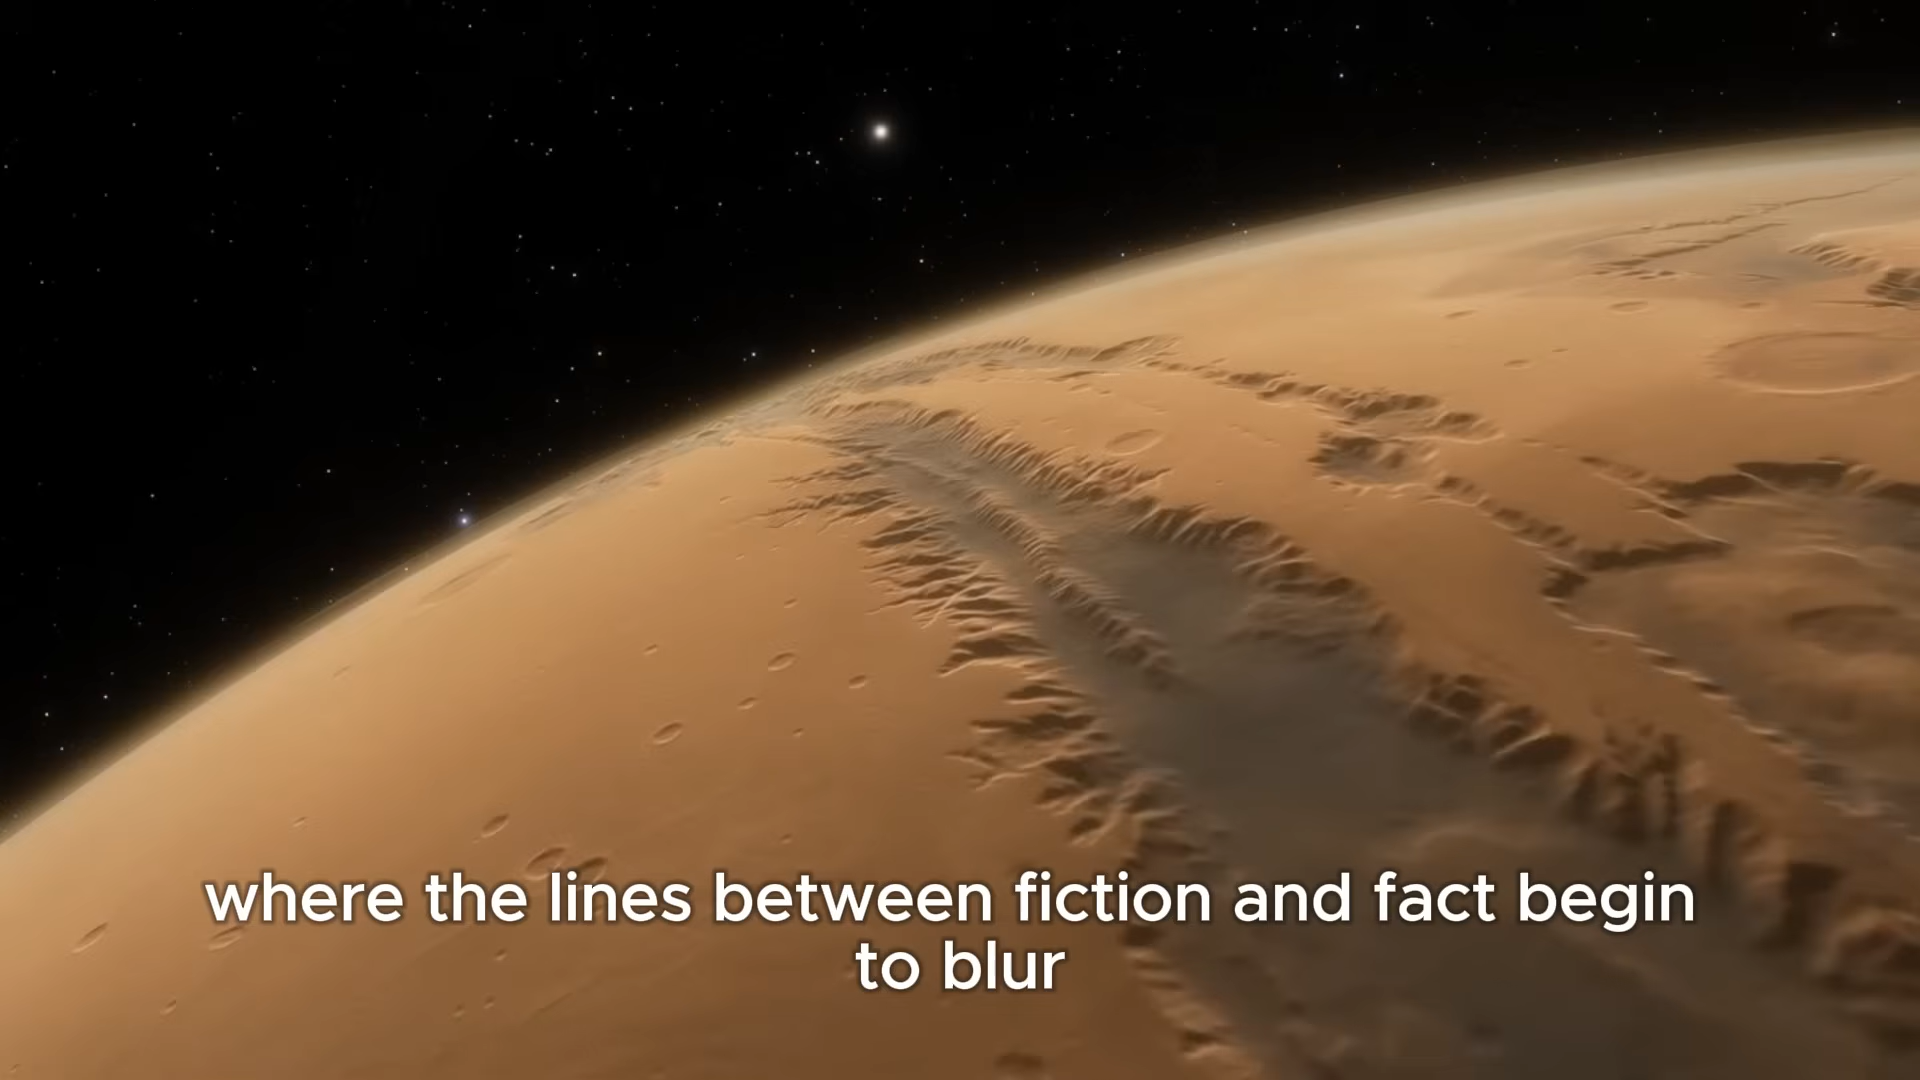 where the lines between fiction and fact begin
to blur